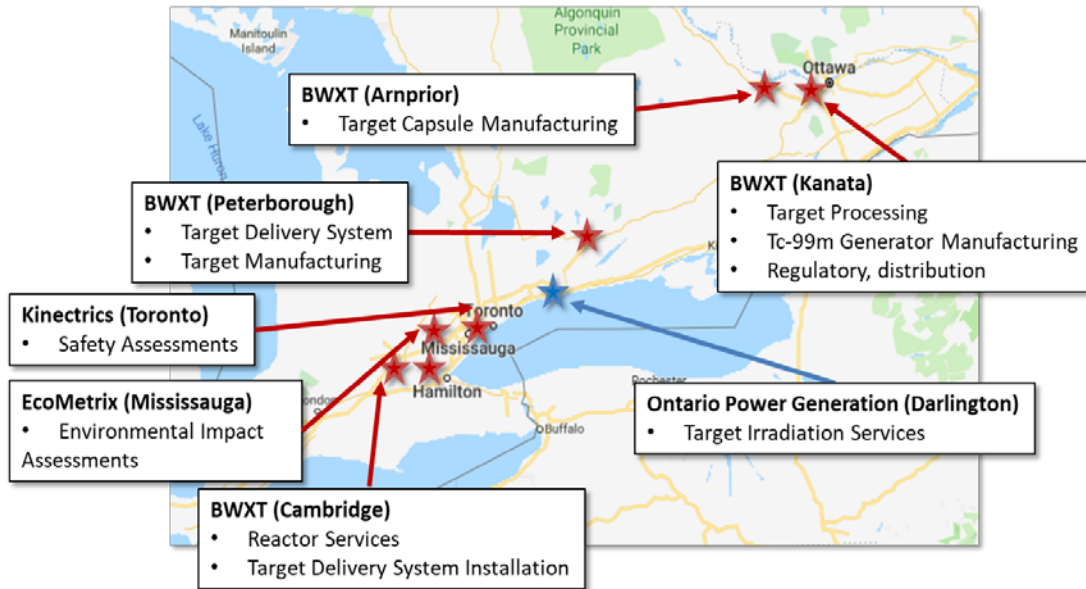 Manitoulin
Island
Algonquin
Provincial
Park
Ottawa
BWXT (Arnprior)
• Target Capsule Manufacturing
Lake Huron
BWXT (Kanata)
• Target Processing
• Tc-99m Generator Manufacturing
• Regulatory, distribution
BWXT (Peterborough)
• Target Delivery System
• Target Manufacturing
Kinectrics (Toronto)
• Safety Assessments
Toronto
Mississauga
Hamilton
EcoMetrix (Mississauga)
• Environmental Impact
Assessments
Buffalo
Ontario Power Generation (Darlington)
• Target Irradiation Services
BWXT (Cambridge)
• Reactor Services
• Target Delivery System Installation